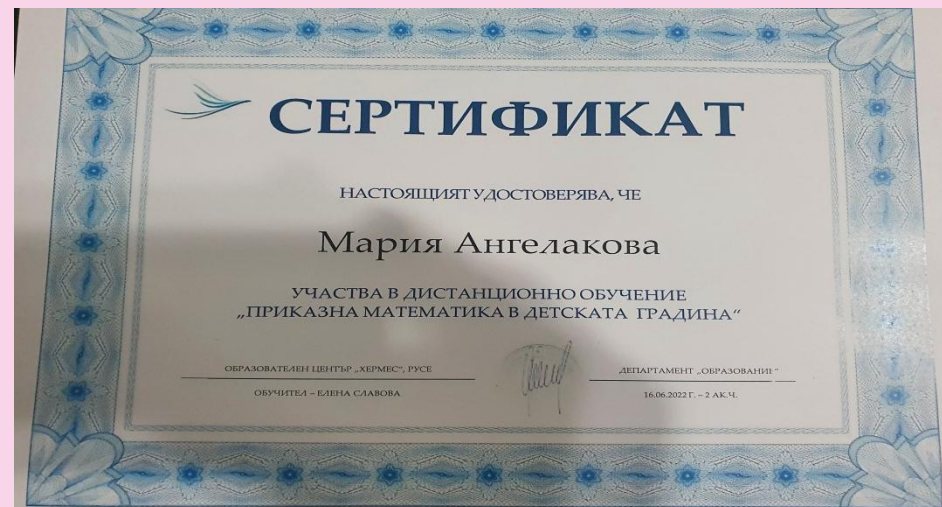 СЕРТИФИКАТ
НАСТОЯЩИЯТ УДОСТОВЕРЯВА, ЧЕ
Мария Ангелакова
УЧАСТВА В ДИСТАНЦИОННО ОБУЧЕНИЕ
„ПРИКАЗНА МАТЕМАТИКА В ДЕТСКАТА ГРАДИНА“
ОБРАЗОВАТЕЛЕН ЦЕНТЪР „ХЕРМЕС“, РУСЕ
ОБУЧИТЕЛ – ЕЛЕНА СЛАВОВА
ДЕПАРТАМЕНТ „ОБРАЗОВАНИЕ“
16.06.2022 Г. – 2 АК.Ч.